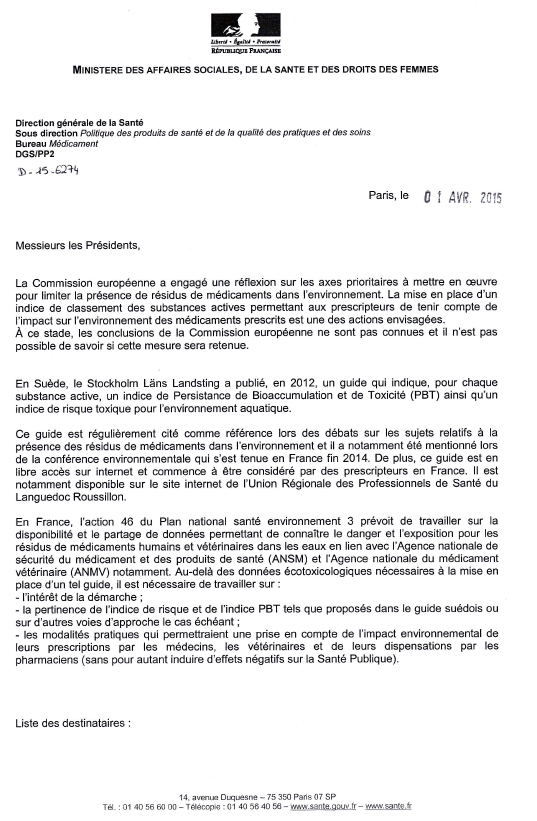 Liberté • Égalité • Fraternité
RÉPUBLIQUE FRANÇAISE
MINISTERE DES AFFAIRES SOCIALES, DE LA SANTE ET DES DROITS DES FEMMES
Direction générale de la Santé
Sous direction Politique des produits de santé et de la qualité des pratiques et des soins
Bureau Médicament
DGS/PP2
D-15-6274
Paris, le 01 AVR. 2015
Messieurs les Présidents,
La Commission européenne a engagé une réflexion sur les axes prioritaires à mettre en œuvre
pour limiter la présence de résidus de médicaments dans l'environnement. La mise en place d'un
indice de classement des substances actives permettant aux prescripteurs de tenir compte de
l'impact sur l'environnement des médicaments prescrits est une des actions envisagées.
À ce stade, les conclusions de la Commission européenne ne sont pas connues et il n'est pas
possible de savoir si cette mesure sera retenue.
En Suède, le Stockholm Läns Landsting a publié, en 2012, un guide qui indique, pour chaque
substance active, un indice de Persistance de Bioaccumulation et de Toxicité (PBT) ainsi qu'un
indice de risque toxique pour l'environnement aquatique.
Ce guide est régulièrement cité comme référence lors des débats sur les sujets relatifs à la
présence des résidus de médicaments dans l'environnement et il a notamment été mentionné lors
de la conférence environnementale qui s'est tenue en France fin 2014. De plus, ce guide est en
libre accès sur internet et commence à être considéré par des prescripteurs en France. Il est
notamment disponible sur le site internet de l'Union Régionale des Professionnels de Santé du
Languedoc Roussillon.
En France, l'action 46 du Plan national santé environnement 3 prévoit de travailler sur la
disponibilité et le partage de données permettant de connaître le danger et l'exposition pour les
résidus de médicaments humains et vétérinaires dans les eaux en lien avec l'Agence nationale de
sécurité du médicament et des produits de santé (ANSM) et l'Agence nationale du médicament
vétérinaire (ANMV) notamment. Au-delà des données écotoxicologiques nécessaires à la mise en
place d'un tel guide, il est nécessaire de travailler sur :
- l'intérêt de la démarche ;
- la pertinence de l'indice de risque et de l'indice PBT tels que proposés dans le guide suédois ou
sur d'autres voies d'approche le cas échéant ;
- les modalités pratiques qui permettraient une prise en compte de l'impact environnemental de
leurs prescriptions par les médecins, les vétérinaires et de leurs dispensations par les
pharmaciens (sans pour autant induire d'effets négatifs sur la Santé Publique).
Liste des destinataires :
14, avenue Duquesne – 75 350 Paris 07 SP
Tél. : 01 40 56 60 00 – Télécopie : 01 40 56 40 56 – www.sante.gouv.fr – www.sante.fr